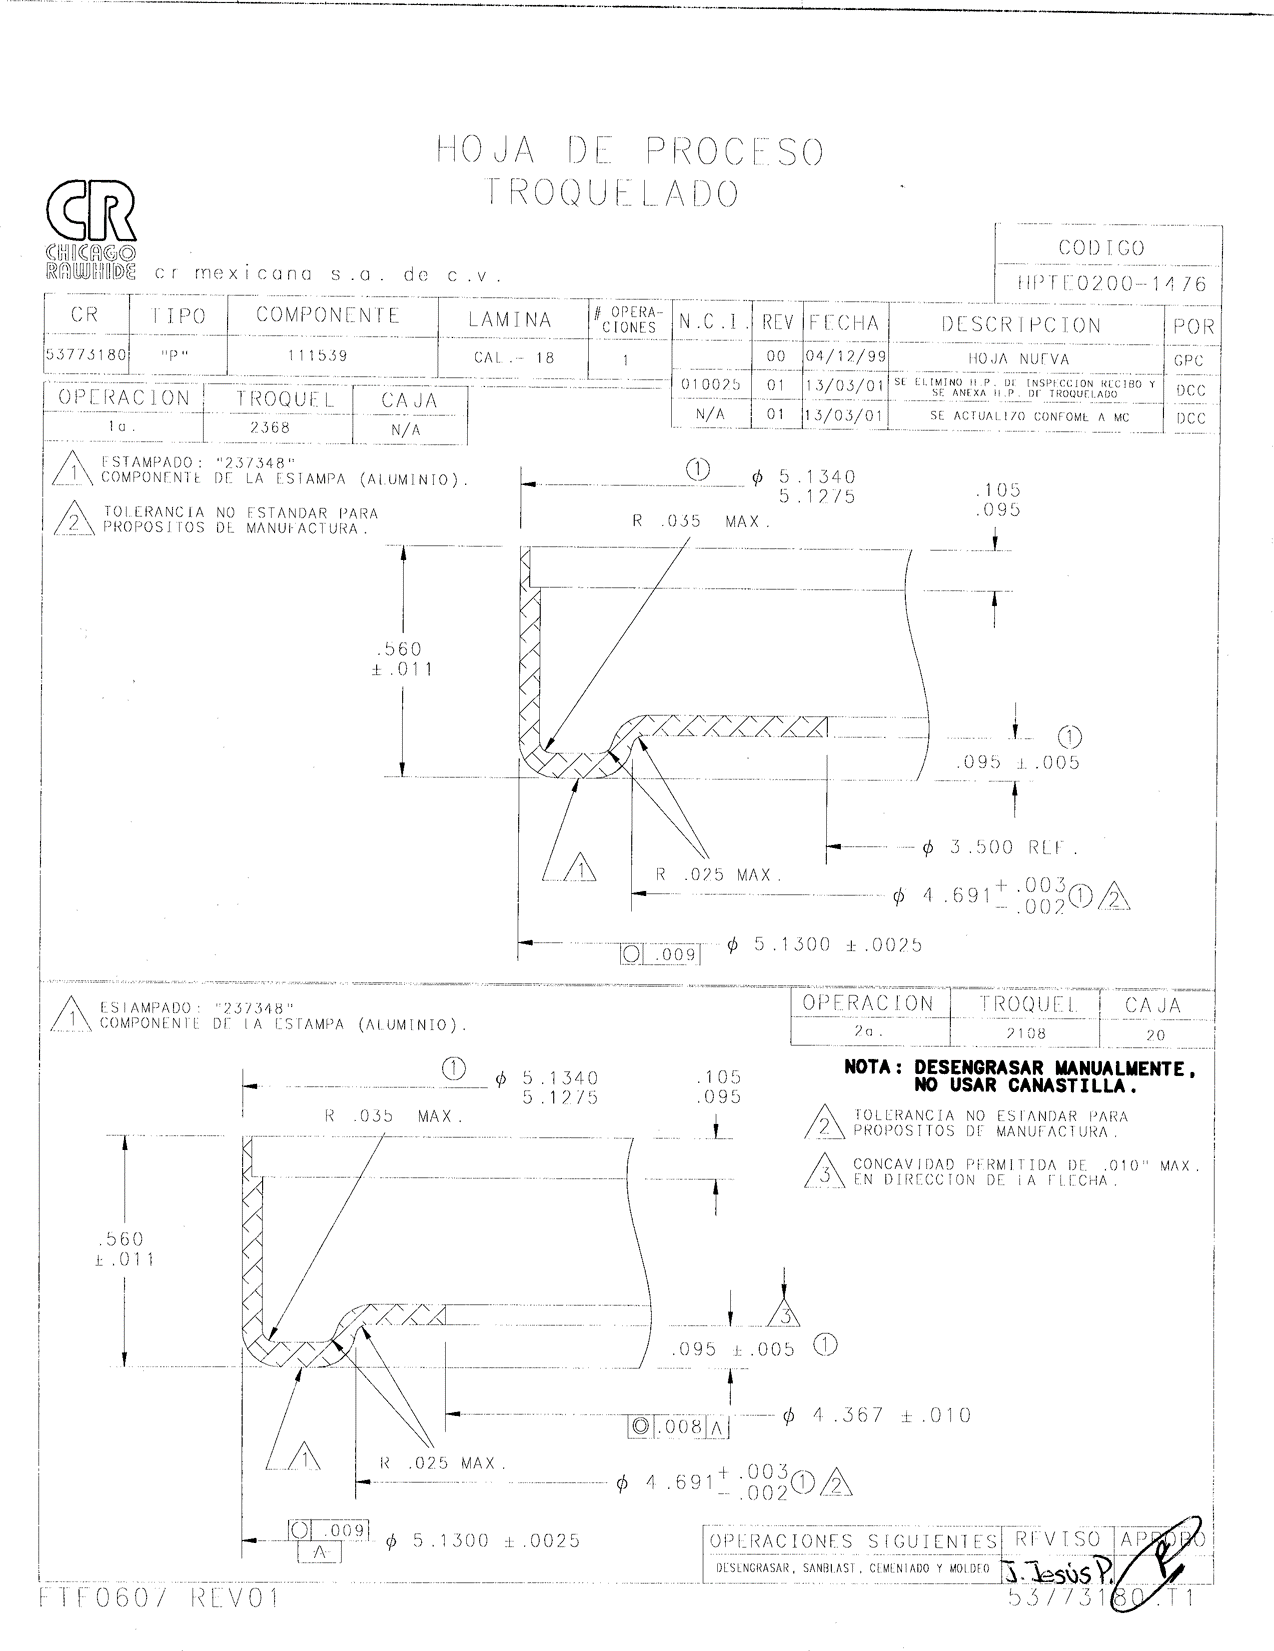 HOJA DE PROCESO
TROQUELADO
CR
CHICAGO
RAWHIDE
cr mexicana s.a. de c.v.
CODIGO
HPTE0200-1476
CR TIPO COMPONENTE LAMINA # OPERA-CIONES N.C.I. REV FECHA DESCRIPCION POR
53773180 "P" 111539 CAL.- 18 1 00 04/12/99 HOJA NUEVA GPC
010025 01 13/03/01 SE ELIMINO H.P. DE INSPECCION RECIBO Y DCC
SE ANEXA H.P. DE TROQUELADO
N/A 01 13/03/01 SE ACTUALIZO CONFOME A MC DCC
OPERACION TROQUEL CAJA
1a. 2368 N/A
1 ESTAMPADO: "237348"
COMPONENTE DE LA ESTAMPA (ALUMINIO).
2 TOLERANCIA NO ESTANDAR PARA
PROPOSITOS DE MANUFACTURA.
1 φ 5.1340
5.1275
.105
.095
R .035 MAX.
.560
±.011
1
.095 ±.005
φ 3.500 REF.
1
R .025 MAX.
φ 4.691 + .003 1 2
- .002
.009 φ 5.1300 ±.0025
1 ESTAMPADO: "237348"
COMPONENTE DE LA ESTAMPA (ALUMINIO).
OPERACION TROQUEL CAJA
2a. 2108 20
NOTA: DESENGRASAR MANUALMENTE,
NO USAR CANASTILLA.
1 φ 5.1340
5.1275
.105
.095
R .035 MAX.
2 TOLERANCIA NO ESTANDAR PARA
PROPOSITOS DE MANUFACTURA.
3 CONCAVIDAD PERMITIDA DE .010" MAX.
EN DIRECCION DE LA FLECHA.
.560
±.011
3
.095 ±.005 1
.008 A φ 4.367 ±.010
1
R .025 MAX.
φ 4.691 + .003 1 2
- .002
.009 φ 5.1300 ±.0025
A
OPERACIONES SIGUIENTES REVISO APROBO
DESENGRASAR, SANBLAST, CEMENTADO Y MOLDEO J. Jesús P.
FTF0607 REV01
53773180.T1